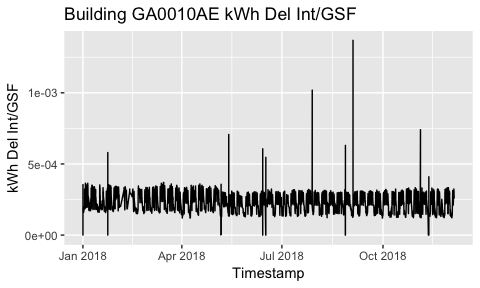 Building GA0010AE kWh Del Int/GSF
kWh Del Int/GSF
1e-03
5e-04
0e+00
Jan 2018 Apr 2018 Jul 2018 Oct 2018
Timestamp